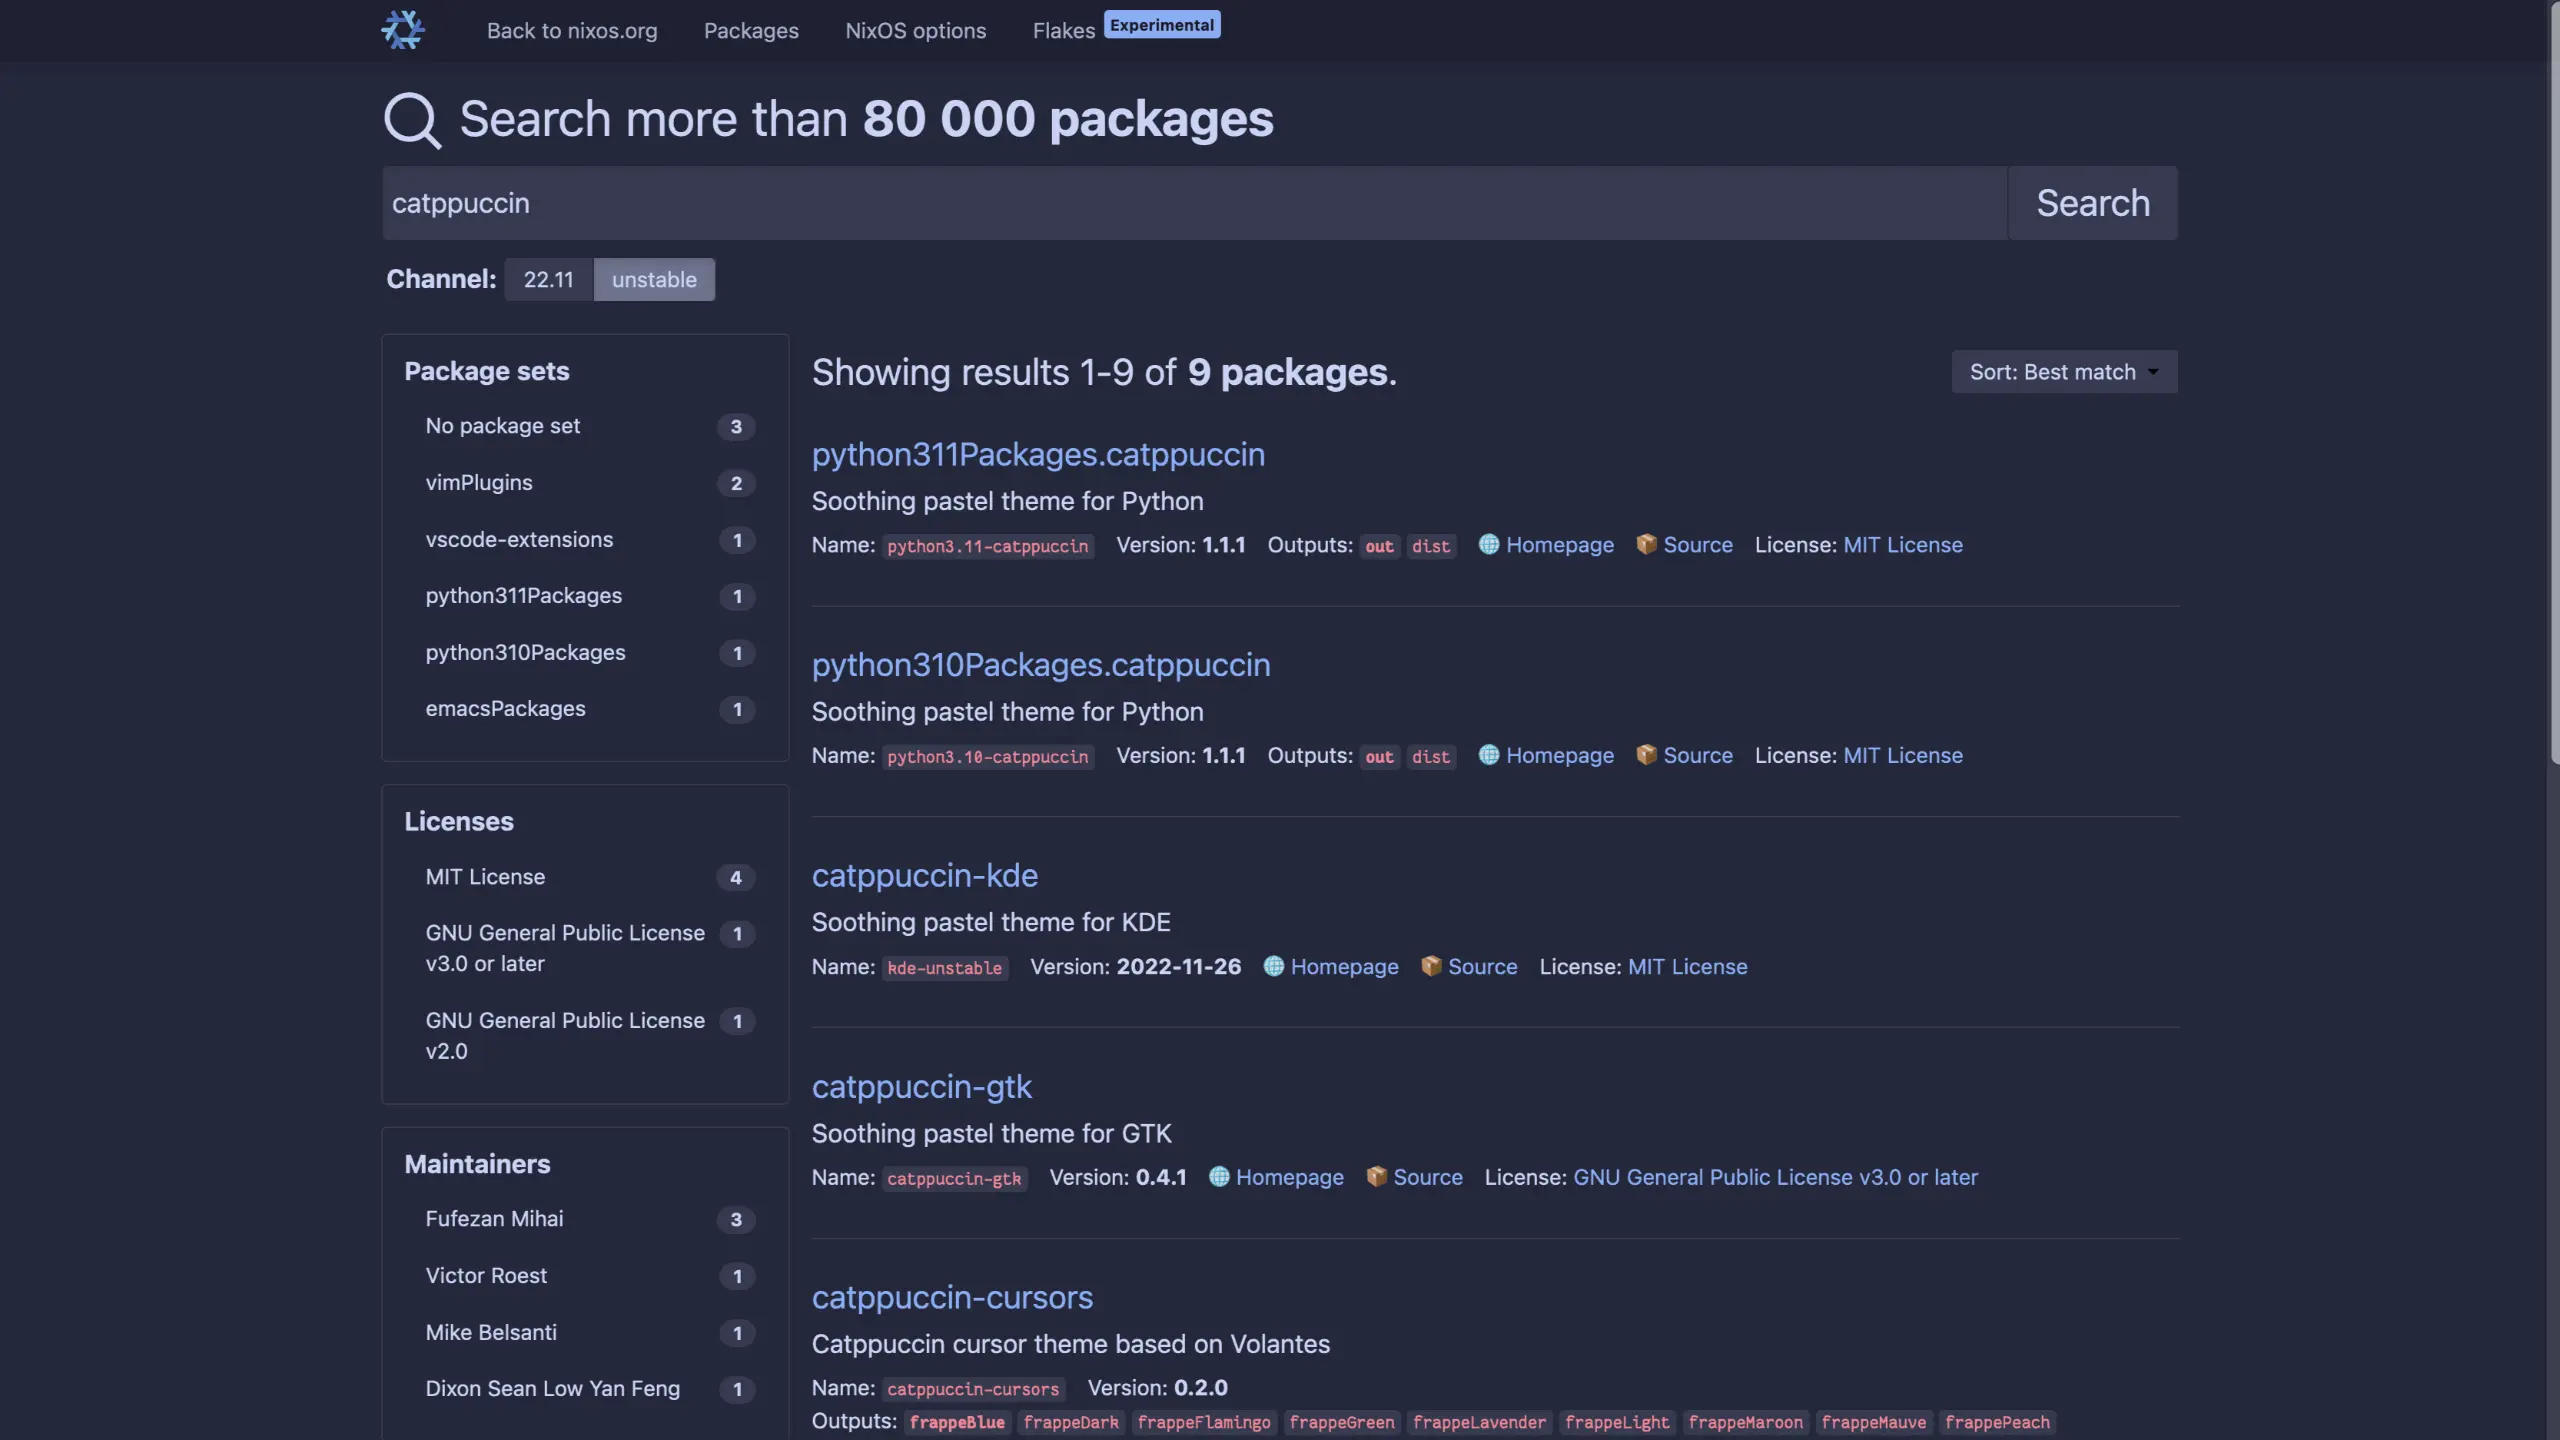 Back to nixos.org Packages NixOS options Flakes Experimental
Search more than 80 000 packages
catppuccin Search
Channel: 22.11 unstable
Package sets
No package set 3
vimPlugins 2
vscode-extensions 1
python311Packages 1
python310Packages 1
emacsPackages 1
Licenses
MIT License 4
GNU General Public License 1
v3.0 or later
GNU General Public License 1
v2.0
Maintainers
Fufezan Mihai 3
Victor Roest 1
Mike Belsanti 1
Dixon Sean Low Yan Feng 1
Showing results 1-9 of 9 packages. Sort: Best match
python311Packages.catppuccin
Soothing pastel theme for Python
Name: python3.11-catppuccin Version: 1.1.1 Outputs: out dist Homepage Source License: MIT License
python310Packages.catppuccin
Soothing pastel theme for Python
Name: python3.10-catppuccin Version: 1.1.1 Outputs: out dist Homepage Source License: MIT License
catppuccin-kde
Soothing pastel theme for KDE
Name: kde-unstable Version: 2022-11-26 Homepage Source License: MIT License
catppuccin-gtk
Soothing pastel theme for GTK
Name: catppuccin-gtk Version: 0.4.1 Homepage Source License: GNU General Public License v3.0 or later
catppuccin-cursors
Catppuccin cursor theme based on Volantes
Name: catppuccin-cursors Version: 0.2.0
Outputs: frappeBlue frappeDark frappeFlamingo frappeGreen frappeLavender frappeLight frappeMaroon frappeMauve frappePeach